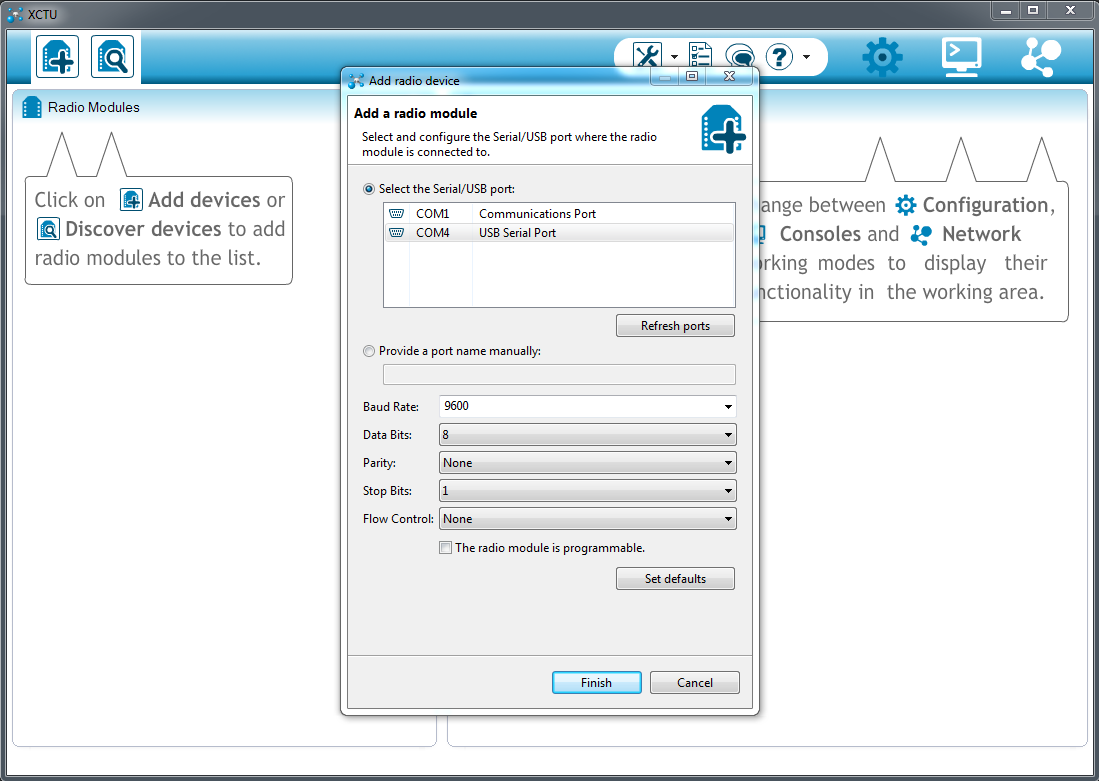 XCTU
Radio Modules
Click on Add devices or
Discover devices to add
radio modules to the list.
Add radio device
Add a radio module
Select and configure the Serial/USB port where the radio
module is connected to.
Select the Serial/USB port:
COM1 Communications Port
COM4 USB Serial Port
Refresh ports
Provide a port name manually:
Baud Rate: 9600
Data Bits: 8
Parity: None
Stop Bits: 1
Flow Control: None
The radio module is programmable.
Set defaults
Finish Cancel
between Configuration,
Consoles and Network
modes to display their
in the working area.